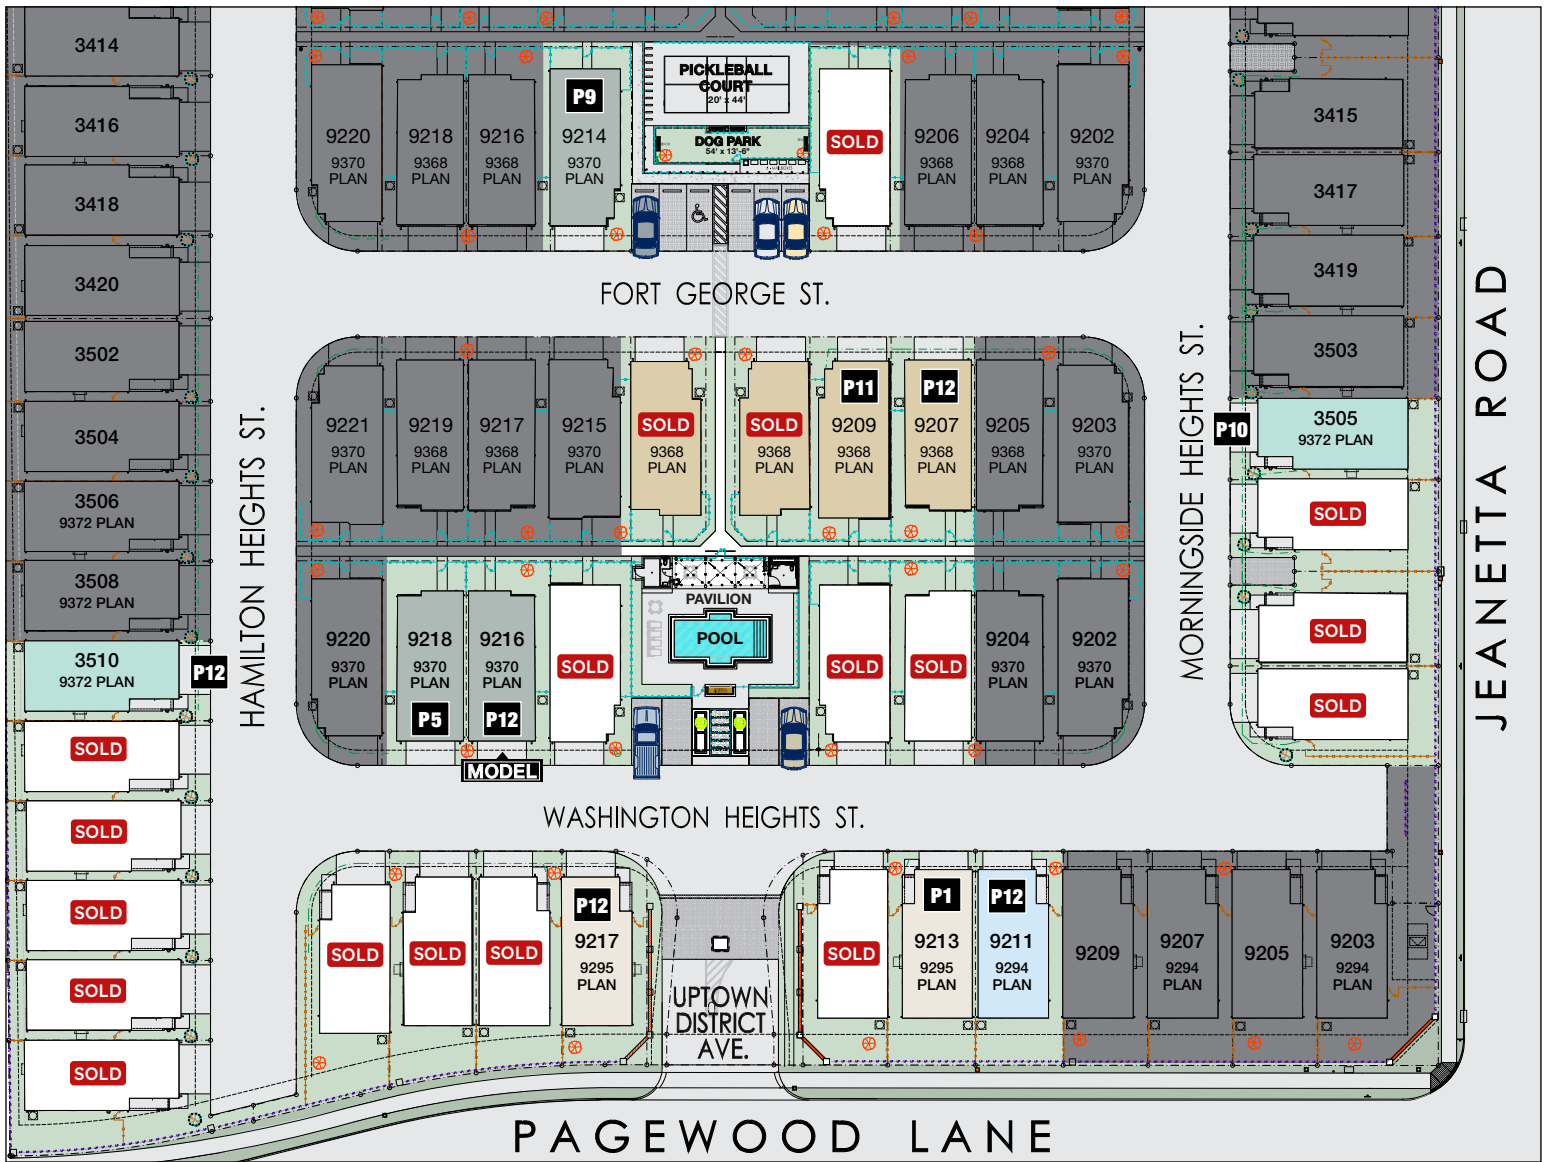 3414
3416
3418
3420
3502
3504
3506
9372 PLAN
3508
9372 PLAN
3510
9372 PLAN
P12
SOLD
SOLD
SOLD
SOLD
SOLD
HAMILTON HEIGHTS ST.
9220
9370
PLAN
9218
9368
PLAN
9216
9368
PLAN
P9
9214
9370
PLAN
PICKLEBALL
COURT
20' x 44'
DOG PARK
54' x 13'-6"
SOLD
9206
9368
PLAN
9204
9368
PLAN
9202
9370
PLAN
FORT GEORGE ST.
9221
9370
PLAN
9219
9368
PLAN
9217
9368
PLAN
9215
9370
PLAN
SOLD
9368
PLAN
SOLD
9368
PLAN
P11
9209
9368
PLAN
P12
9207
9368
PLAN
9205
9368
PLAN
9203
9370
PLAN
9220
9370
PLAN
9218
9370
PLAN
P5
9216
9370
PLAN
P12
MODEL
SOLD
PAVILION
POOL
SOLD
SOLD
9204
9370
PLAN
9202
9370
PLAN
WASHINGTON HEIGHTS ST.
SOLD
SOLD
SOLD
P12
9217
9295
PLAN
UPTOWN
DISTRICT
AVE.
SOLD
P1
9213
9295
PLAN
P12
9211
9294
PLAN
9209
9207
9294
PLAN
9205
9203
9294
PLAN
MORNINGSIDE HEIGHTS ST.
3415
3417
3419
3503
P10
3505
9372 PLAN
SOLD
SOLD
SOLD
JEANETTA ROAD
PAGEWOOD LANE